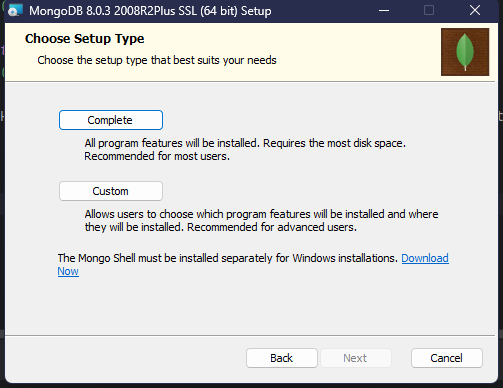 MongoDB 8.0.3 2008R2Plus SSL (64 bit) Setup
Choose Setup Type
Choose the setup type that best suits your needs
Complete
All program features will be installed. Requires the most disk space.
Recommended for most users.
Custom
Allows users to choose which program features will be installed and where
they will be installed. Recommended for advanced users.
The Mongo Shell must be installed separately for Windows installations. Download
Now
Back Next Cancel